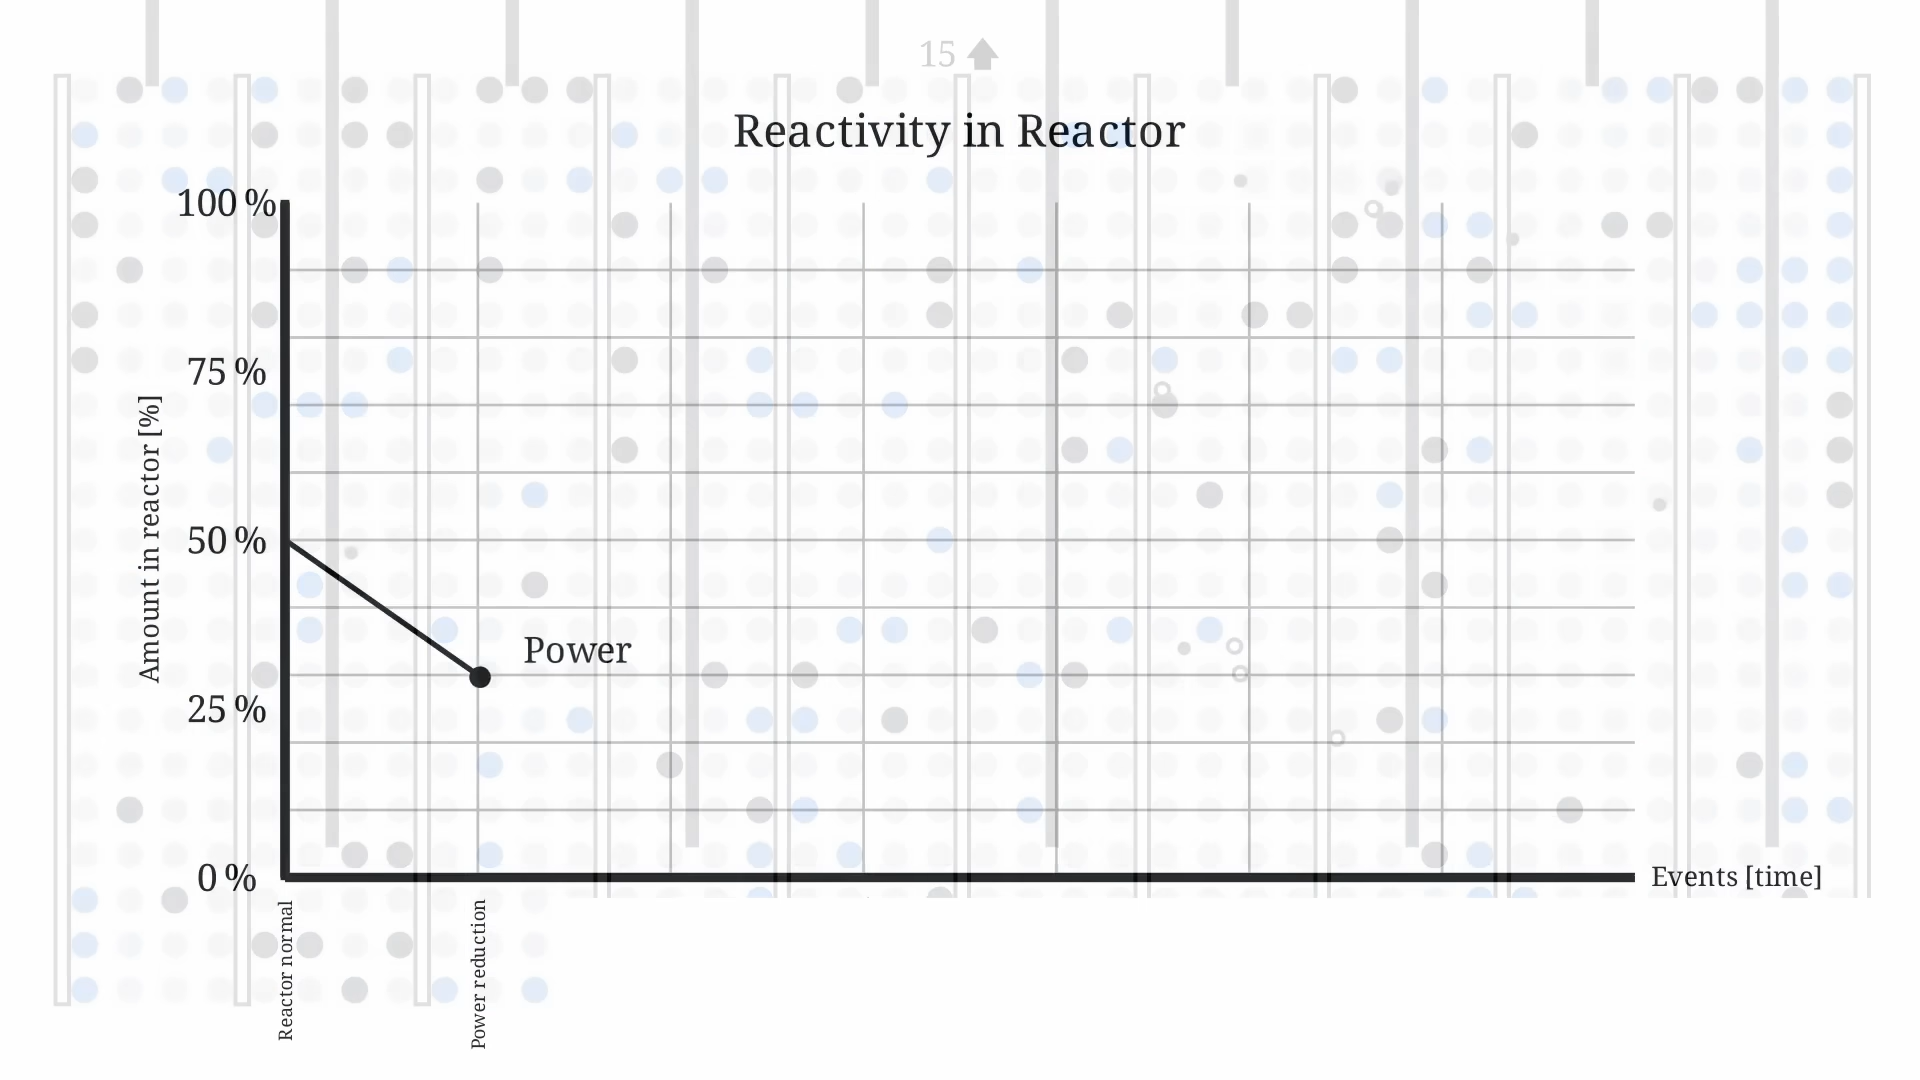 15
Reactivity in Reactor
100 %
75 %
50 %
25 %
0 %
Amount in reactor [%]
Power
Events [time]
Reactor normal
Power reduction